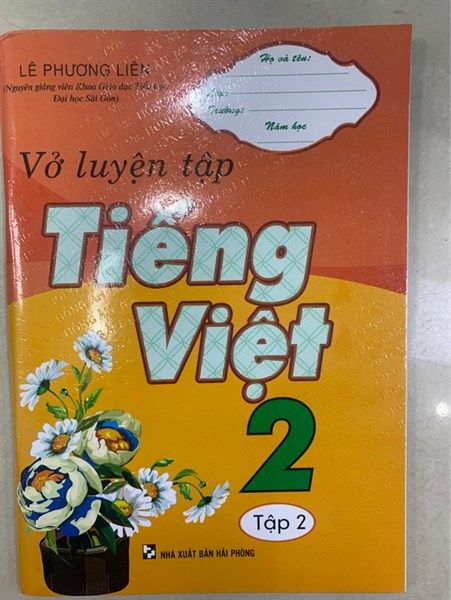 LÊ PHƯƠNG LIÊN
(Nguyên giảng viên Khoa Giáo dục Tiểu học
Đại học Sài Gòn)
Họ và tên:
Lớp:
Trường:
Năm học
Vở luyện tập
Tiếng
Việt
2
Tập 2
NHÀ XUẤT BẢN HẢI PHÒNG